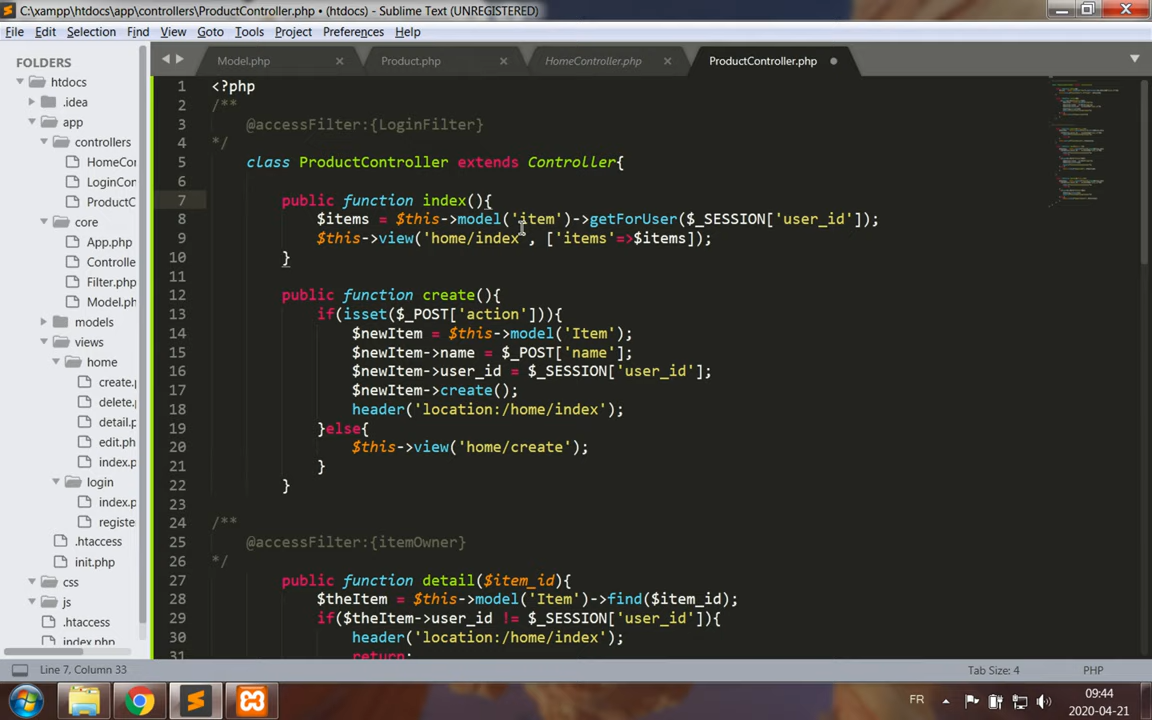 C:\xampp\htdocs\app\controllers\ProductController.php • (htdocs) - Sublime Text (UNREGISTERED)
File Edit Selection Find View Goto Tools Project Preferences Help
FOLDERS
htdocs
.idea
app
controllers
HomeCon
LoginCon
ProductC
core
App.php
Controlle
Filter.php
Model.ph
models
views
home
create.p
delete.p
detail.p
edit.ph
index.p
login
index.p
registe
.htaccess
init.php
css
js
.htaccess
index.php
Model.php Product.php HomeController.php ProductController.php
1 <?php
2 /**
3 @accessFilter:{LoginFilter}
4 */
5 class ProductController extends Controller{
6
7 public function index(){
8 $items = $this->model('item')->getForUser($_SESSION['user_id']);
9 $this->view('home/index', ['items'=>$items]);
10 }
11
12 public function create(){
13 if(isset($_POST['action'])){
14 $newItem = $this->model('Item');
15 $newItem->name = $_POST['name'];
16 $newItem->user_id = $_SESSION['user_id'];
17 $newItem->create();
18 header('location:/home/index');
19 }else{
20 $this->view('home/create');
21 }
22 }
23
24 /**
25 @accessFilter:{itemOwner}
26 */
27 public function detail($item_id){
28 $theItem = $this->model('Item')->find($item_id);
29 if($theItem->user_id != $_SESSION['user_id']){
30 header('location:/home/index');
31 return;
Line 7, Column 33 Tab Size: 4 PHP
FR 09:44
2020-04-21